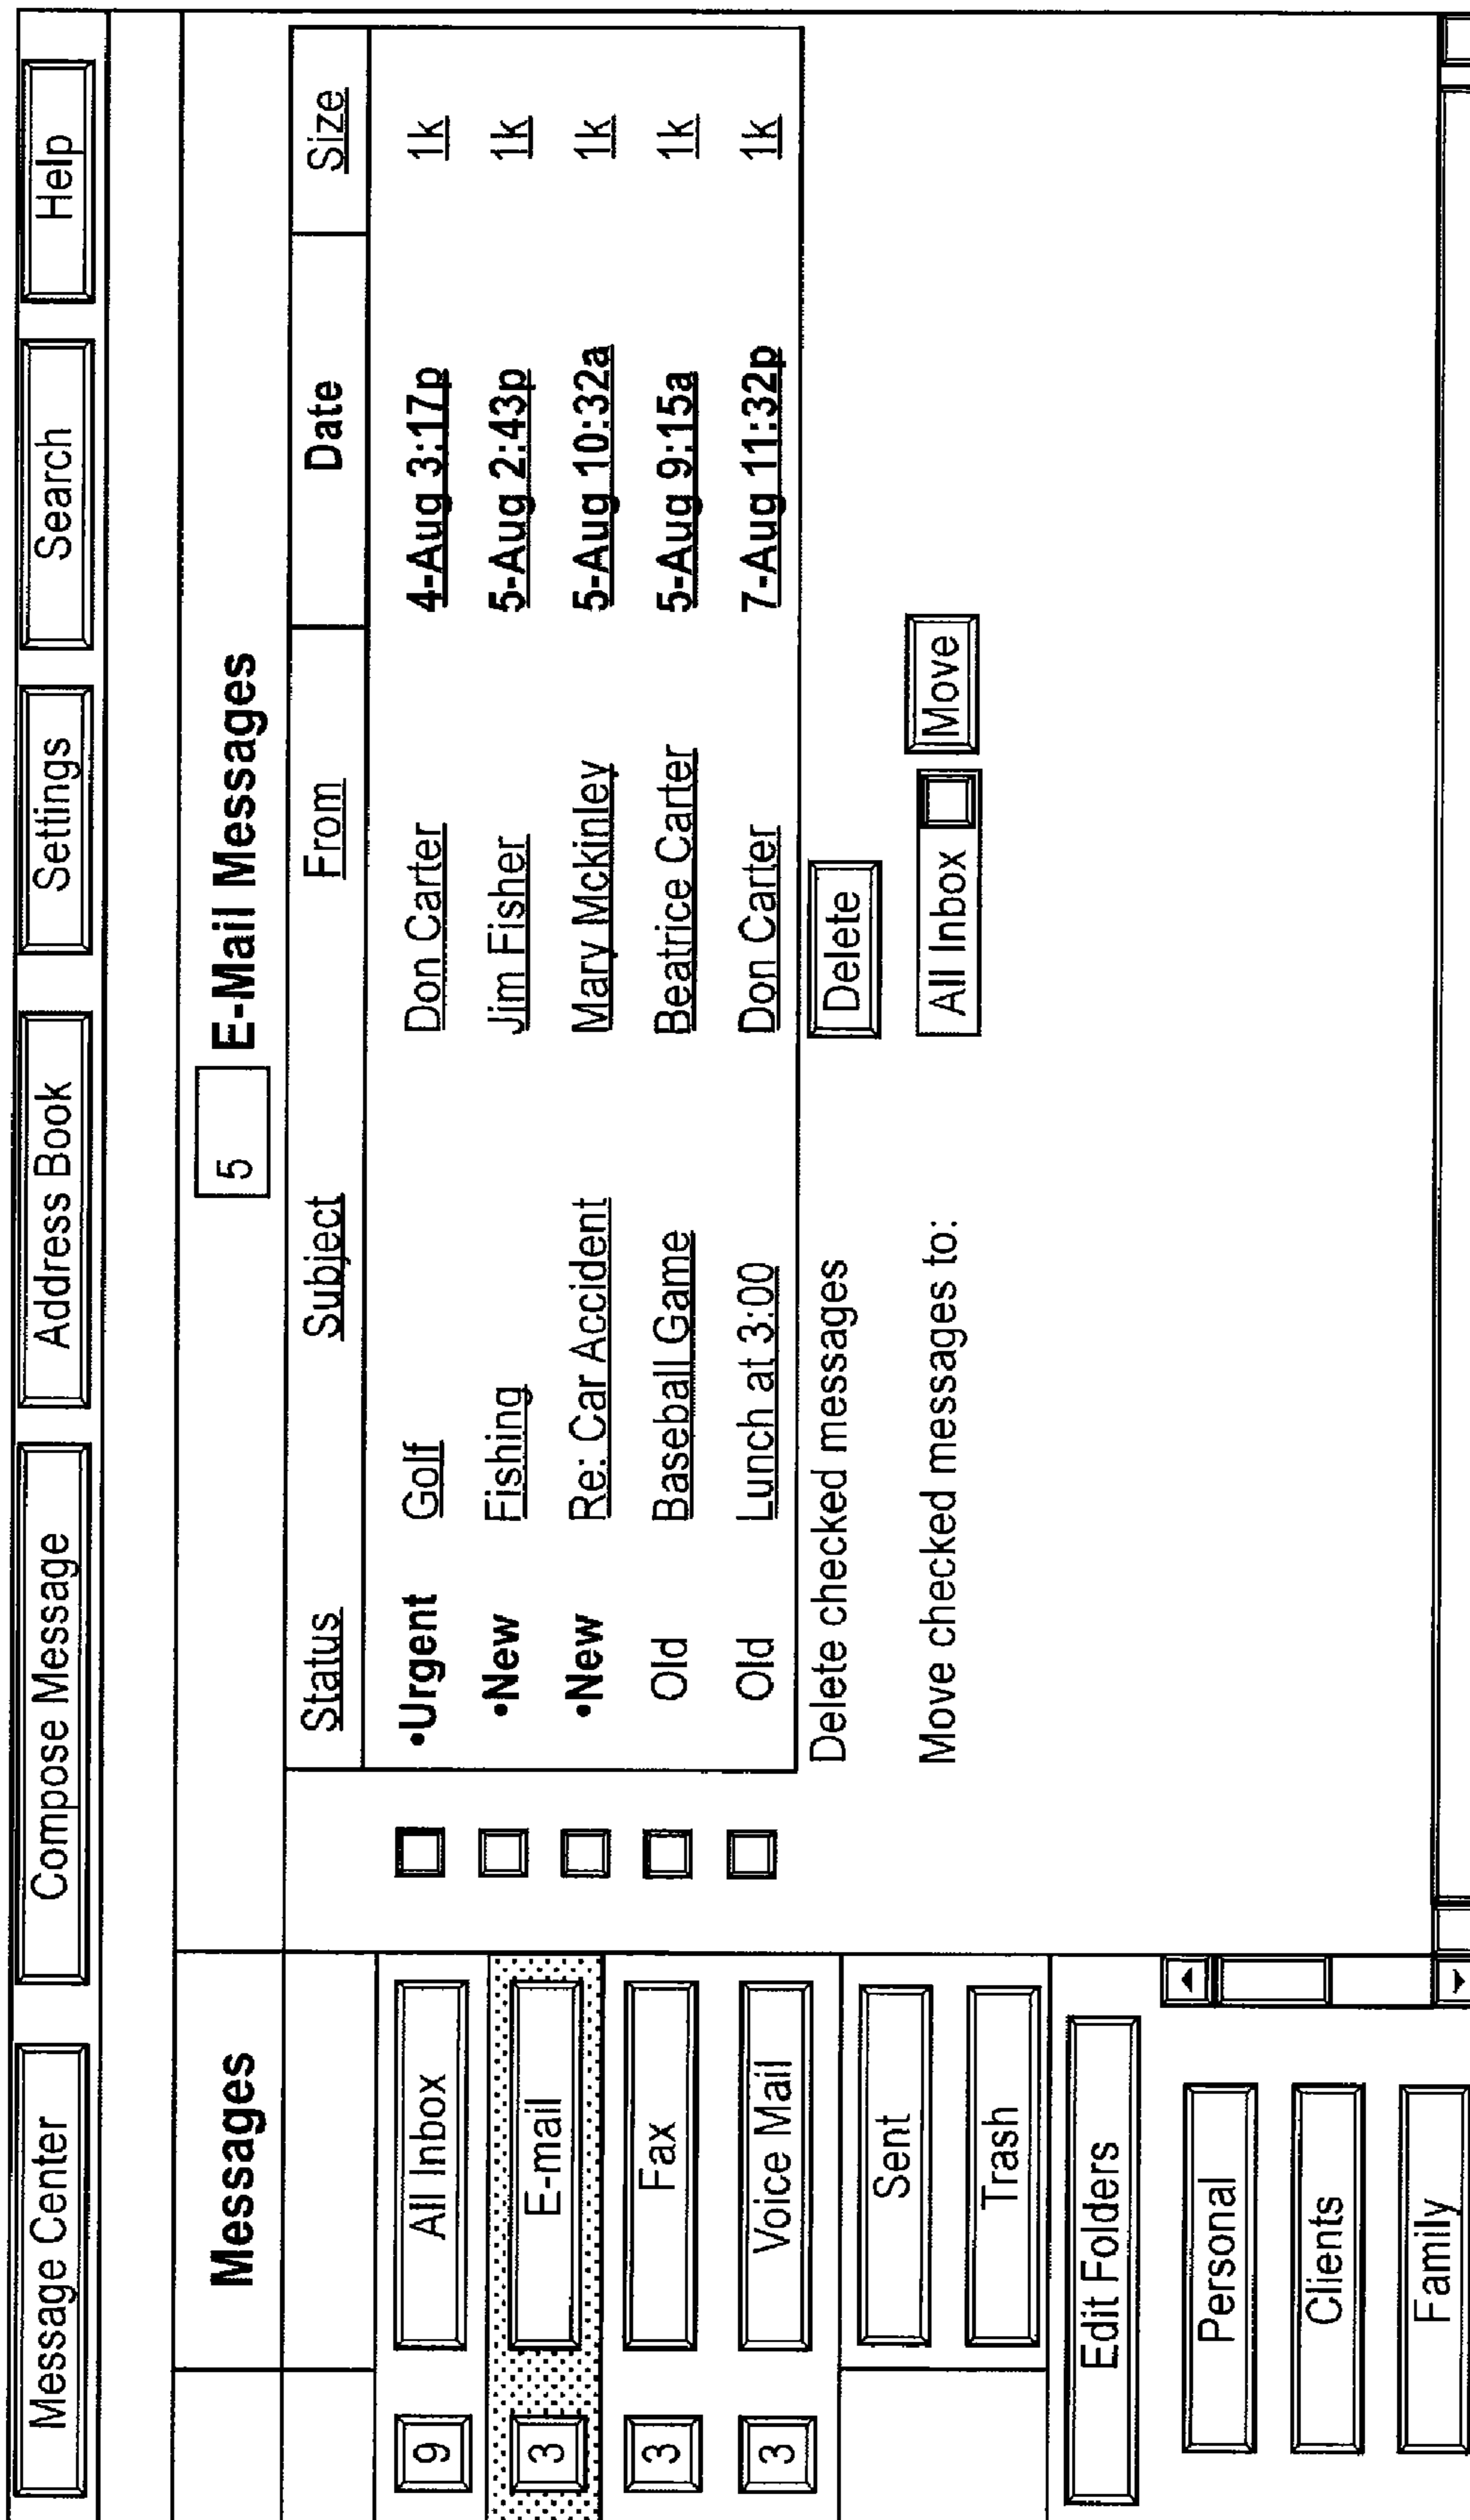 Message Center Compose Message Address Book Settings Search Help
Messages
5 E-Mail Messages
Status Subject From Date Size
•Urgent Golf Don Carter 4-Aug 3:17p 1k
•New Fishing Jim Fisher 5-Aug 2:43p 1k
•New Re: Car Accident Mary Mckinley 5-Aug 10:32a 1k
Old Baseball Game Beatrice Carter 5-Aug 9:15a 1k
Old Lunch at 3:00 Don Carter 7-Aug 11:32p 1k
Delete checked messages Delete
Move checked messages to: All Inbox Move
9 All Inbox
3 E-mail
3 Fax
3 Voice Mail
Sent
Trash
Edit Folders
Personal
Clients
Family